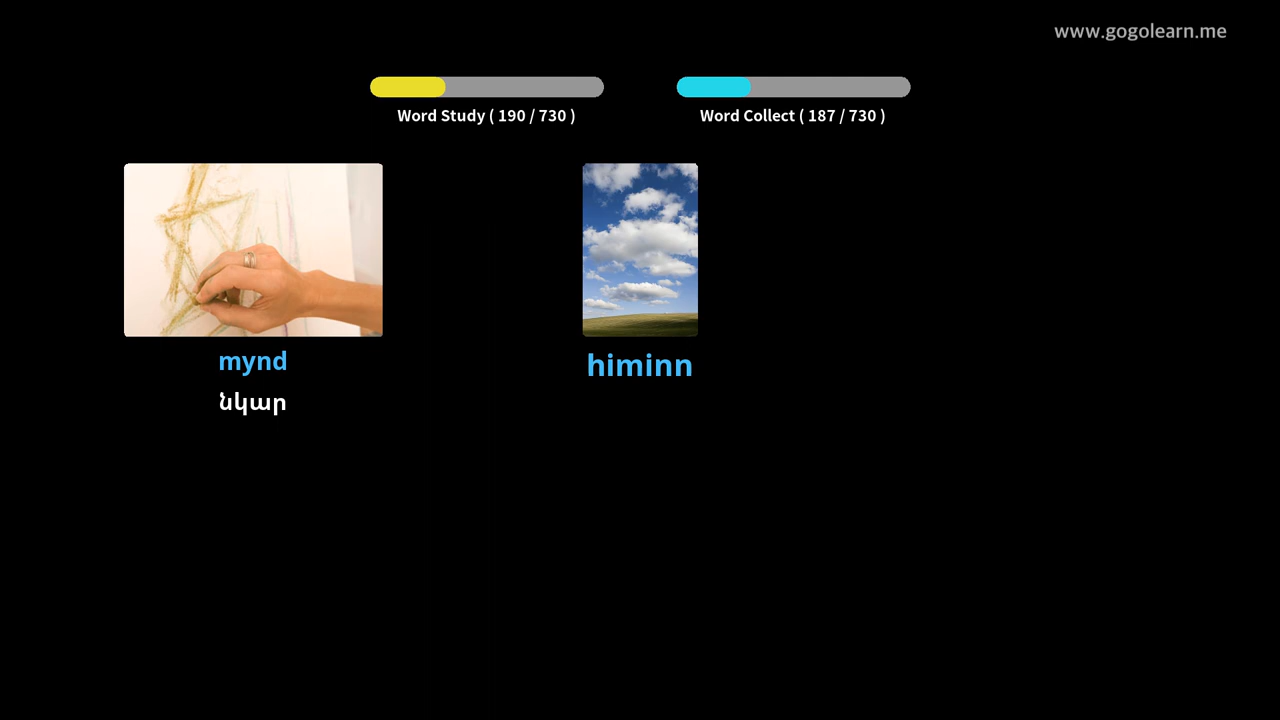 www.gogolearn.me
Word Study ( 190 / 730 )
Word Collect ( 187 / 730 )
mynd
նկար
himinn